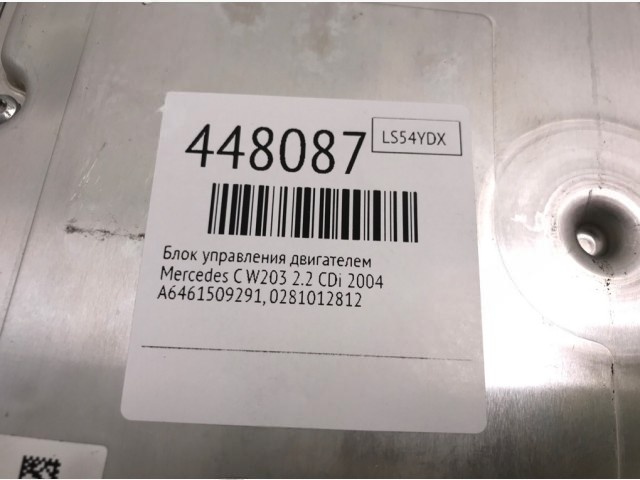 448087
LS54YDX
Блок управления двигателем
Mercedes C W203 2.2 CDi 2004
A6461509291, 0281012812